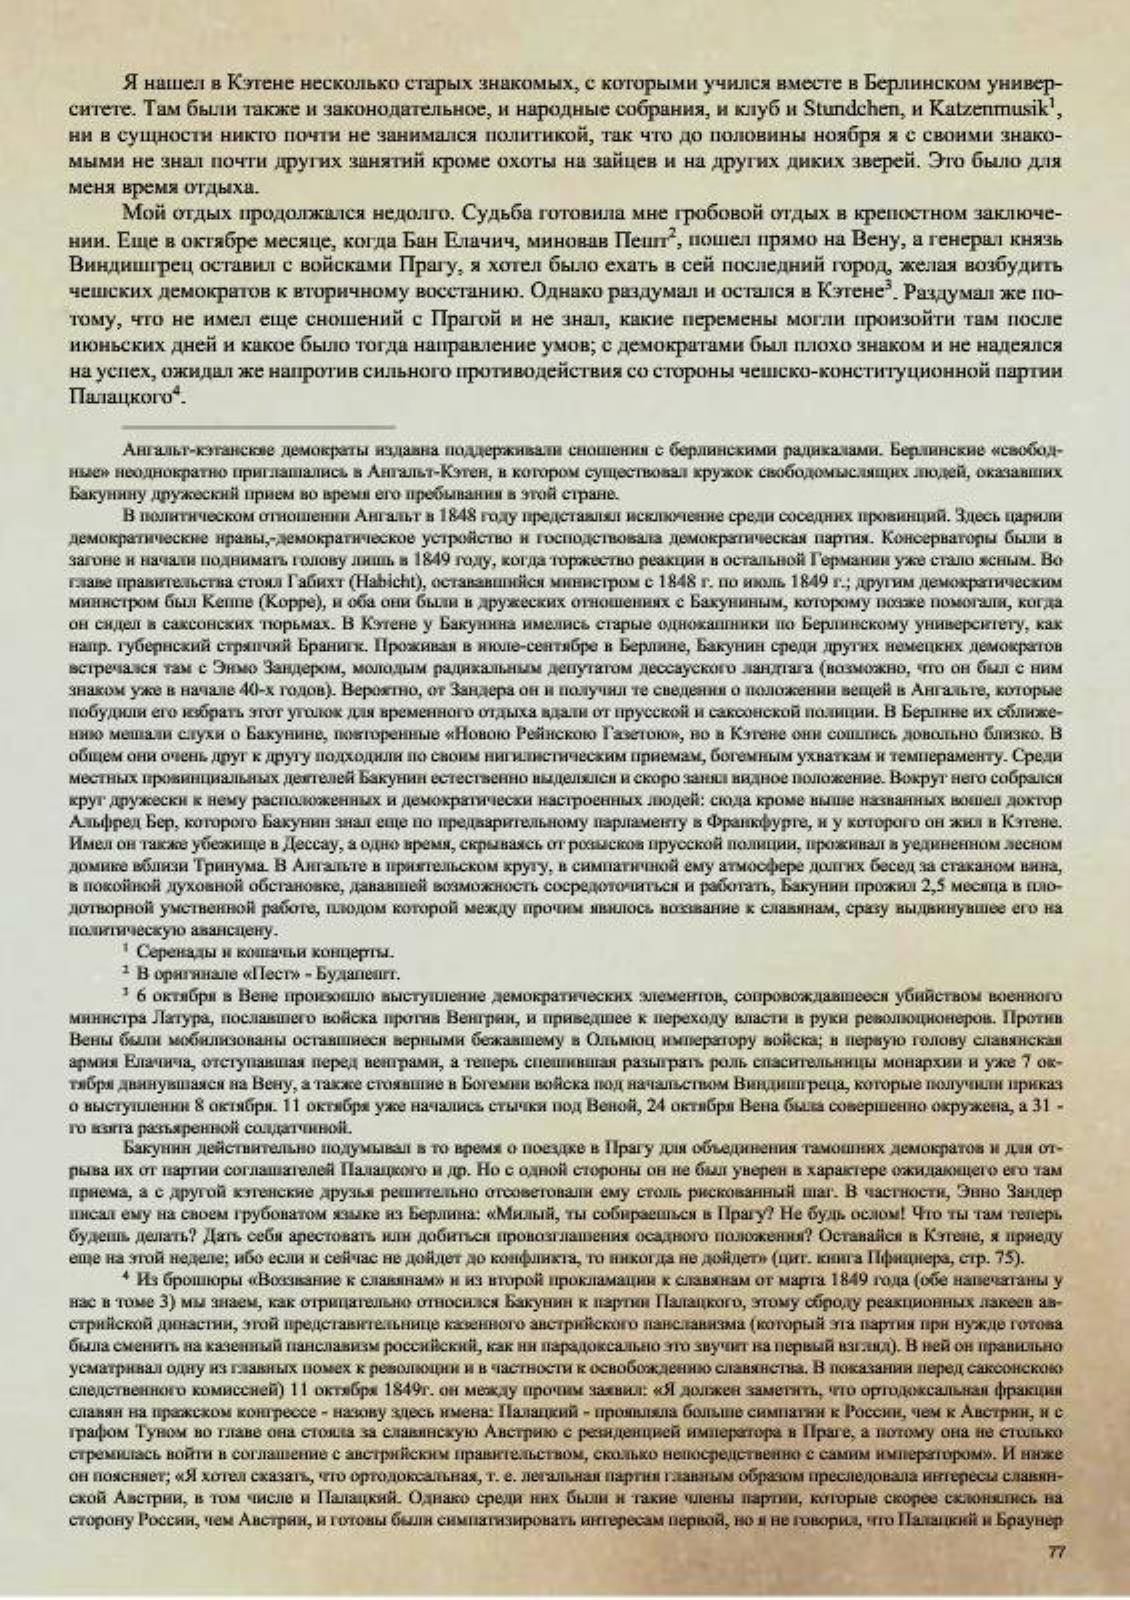 Я нашел в Кэтене несколько старых знакомых, с которыми учился вместе в Берлинском универ-
ситете. Там были также и законодательное, и народные собрания, и клуб и Stundchen, и Katzenmusik¹,
ни в сущности никто почти не занимался политикой, так что до половины ноября я с своими знако-
мыми не знал почти других занятий кроме охоты на зайцев и на других диких зверей. Это было для
меня время отдыха.
Мой отдых продолжался недолго. Судьба готовила мне гробовой отдых в крепостном заключе-
нии. Еще в октябре месяце, когда Бан Елачич, миновав Пешт², пошел прямо на Вену, а генерал князь
Виндишгрец оставил с войсками Прагу, я хотел было ехать в сей последний город, желая возбудить
чешских демократов к вторичному восстанию. Однако раздумал и остался в Кэтене³. Раздумал же по-
тому, что не имел еще сношений с Прагой и не знал, какие перемены могли произойти там после
июньских дней и какое было тогда направление умов; с демократами был плохо знаком и не надеялся
на успех, ожидал же напротив сильного противодействия со стороны чешско-конституционной партии
Палацкого⁴.
Ангальт-кэтанские демократы издавна поддерживали сношения с берлинскими радикалами. Берлинские «свобод-
ные» неоднократно приглашались в Ангальт-Кэтен, в котором существовал кружок свободомыслящих людей, оказавших
Бакунину дружеский прием во время его пребывания в этой стране.
В политическом отношении Ангальт в 1848 году представлял исключение среди соседних провинций. Здесь царили
демократические нравы,-демократическое устройство и господствовала демократическая партия. Консерваторы были в
загоне и начали поднимать голову лишь в 1849 году, когда торжество реакции в остальной Германии уже стало ясным. Во
главе правительства стоял Габихт (Habicht), остававшийся министром с 1848 г. по июль 1849 г.; другим демократическим
министром был Кеппе (Корре), и оба они были в дружеских отношениях с Бакуниным, которому позже помогали, когда
он сидел в саксонских тюрьмах. В Кэтене у Бакунина имелись старые однокашники по Берлинскому университету, как
напр. губернский стряпчий Бранигк. Проживая в июле-сентябре в Берлине, Бакунин среди других немецких демократов
встречался там с Энмо Зандером, молодым радикальным депутатом дессауского ландтага (возможно, что он был с ним
знаком уже в начале 40-х годов). Вероятно, от Зандера он и получил те сведения о положении вещей в Ангальте, которые
побудили его избрать этот уголок для временного отдыха вдали от прусской и саксонской полиции. В Берлине их сближе-
нию мешали слухи о Бакунине, повторенные «Новою Рейнскою Газетою», но в Кэтене они сошлись довольно близко. В
общем они очень друг к другу подходили по своим нигилистическим приемам, богемным ухваткам и темпераменту. Среди
местных провинциальных деятелей Бакунин естественно выделялся и скоро занял видное положение. Вокруг него собрался
круг дружески к нему расположенных и демократически настроенных людей: сюда кроме выше названных вошел доктор
Альфред Бер, которого Бакунин знал еще по предварительному парламенту в Франкфурте, и у которого он жил в Кэтене.
Имел он также убежище в Дессау, а одно время, скрываясь от розысков прусской полиции, проживал в уединенном лесном
домике вблизи Тринума. В Ангальте в приятельском кругу, в симпатичной ему атмосфере долгих бесед за стаканом вина,
в покойной духовной обстановке, дававшей возможность сосредоточиться и работать, Бакунин прожил 2,5 месяца в пло-
дотворной умственной работе, плодом которой между прочим явилось воззвание к славянам, сразу выдвинувшее его на
политическую авансцену.
¹ Серенады и кошачьи концерты.
² В оригинале «Пест» - Будапешт.
³ 6 октября в Вене произошло выступление демократических элементов, сопровождавшееся убийством военного
министра Латура, пославшего войска против Венгрии, и приведшее к переходу власти в руки революционеров. Против
Вены были мобилизованы оставшиеся верными бежавшему в Ольмюц императору войска; в первую голову славянская
армия Елачича, отступавшая перед венграми, а теперь спешившая разыграть роль спасительницы монархии и уже 7 ок-
тября двинувшаяся на Вену, а также стоявшие в Богемии войска под начальством Виндишгреца, которые получили приказ
о выступлении 8 октября. 11 октября уже начались стычки под Веной, 24 октября Вена была совершенно окружена, а 31 -
го взята разъяренной солдатчиной.
Бакунин действительно подумывал в то время о поездке в Прагу для объединения тамошних демократов и для от-
рыва их от партии соглашателей Палацкого и др. Но с одной стороны он не был уверен в характере ожидающего его там
приема, а с другой кэтенские друзья решительно отсоветовали ему столь рискованный шаг. В частности, Энно Зандер
писал ему на своем грубоватом языке из Берлина: «Милый, ты собираешься в Прагу? Не будь ослом! Что ты там теперь
будешь делать? Дать себя арестовать или добиться провозглашения осадного положения? Оставайся в Кэтене, я приеду
еще на этой неделе; ибо если и сейчас не дойдет до конфликта, то никогда не дойдет» (цит. книга Пфицнера, стр. 75).
⁴ Из брошюры «Воззвание к славянам» и из второй прокламации к славянам от марта 1849 года (обе напечатаны у
нас в томе 3) мы знаем, как отрицательно относился Бакунин к партии Палацкого, этому сброду реакционных лакеев ав-
стрийской династии, этой представительнице казенного австрийского панславизма (который эта партия при нужде готова
была сменить на казенный панславизм российский, как ни парадоксально это звучит на первый взгляд). В ней он правильно
усматривал одну из главных помех к революции и в частности к освобождению славянства. В показании перед саксонскою
следственного комиссией) 11 октября 1849г. он между прочим заявил: «Я должен заметить, что ортодоксальная фракция
славян на пражском конгрессе - назову здесь имена: Палацкий - проявляла больше симпатии к России, чем к Австрии, и с
графом Туном во главе она стояла за славянскую Австрию с резиденцией императора в Праге, а потому она не столько
стремилась войти в соглашение с австрийским правительством, сколько непосредственно с самим императором». И ниже
он поясняет; «Я хотел сказать, что ортодоксальная, т. е. легальная партия главным образом преследовала интересы славян-
ской Австрии, в том числе и Палацкий. Однако среди них были и такие члены партии, которые скорее склонялись на
сторону России, чем Австрии, и готовы были симпатизировать интересам первой, но я не говорил, что Палацкий и Браунер
77